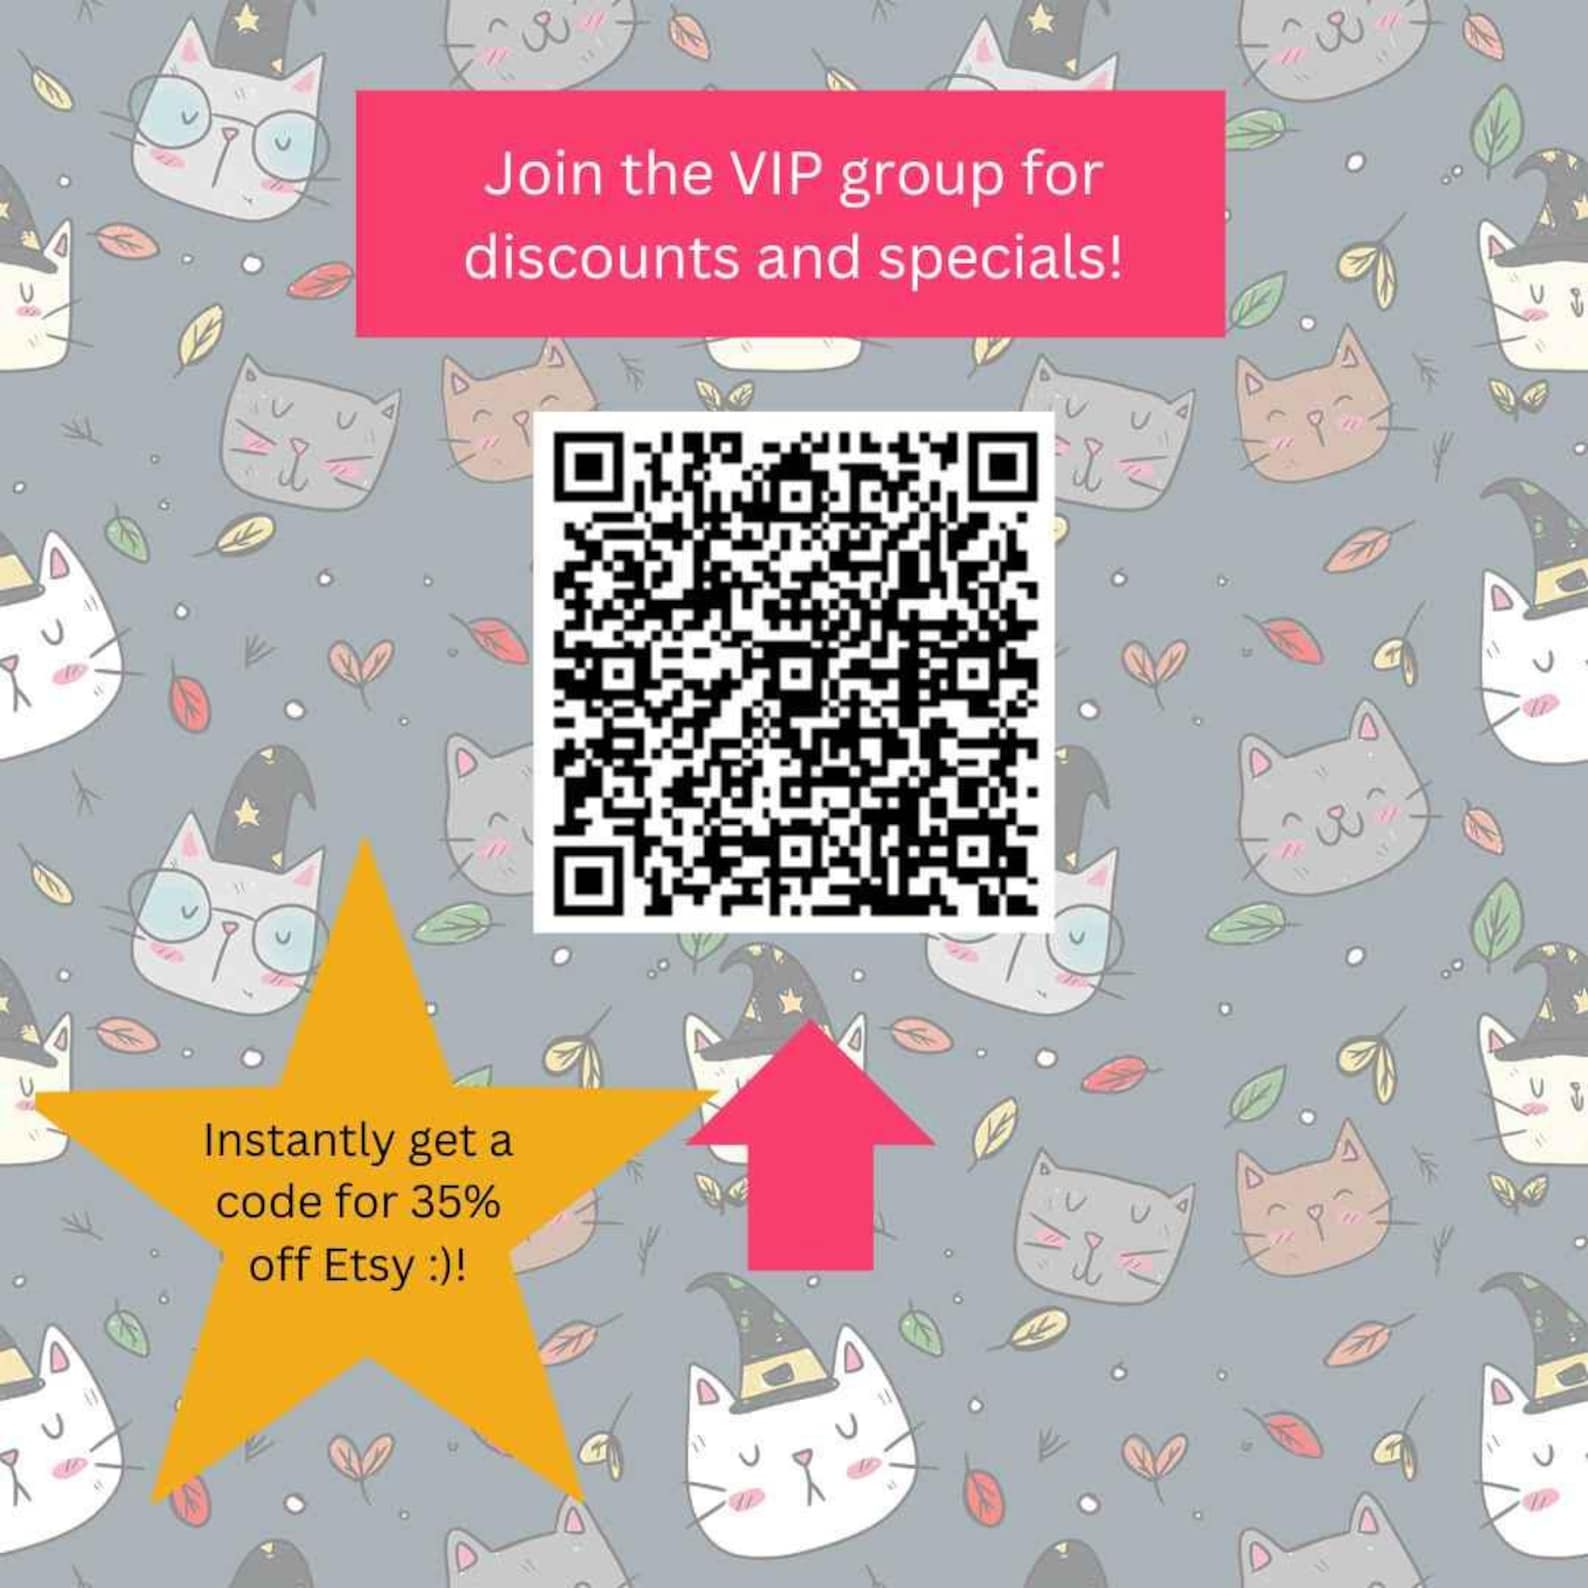 Join the VIP group for
discounts and specials!
Instantly get a
code for 35%
off Etsy :)!